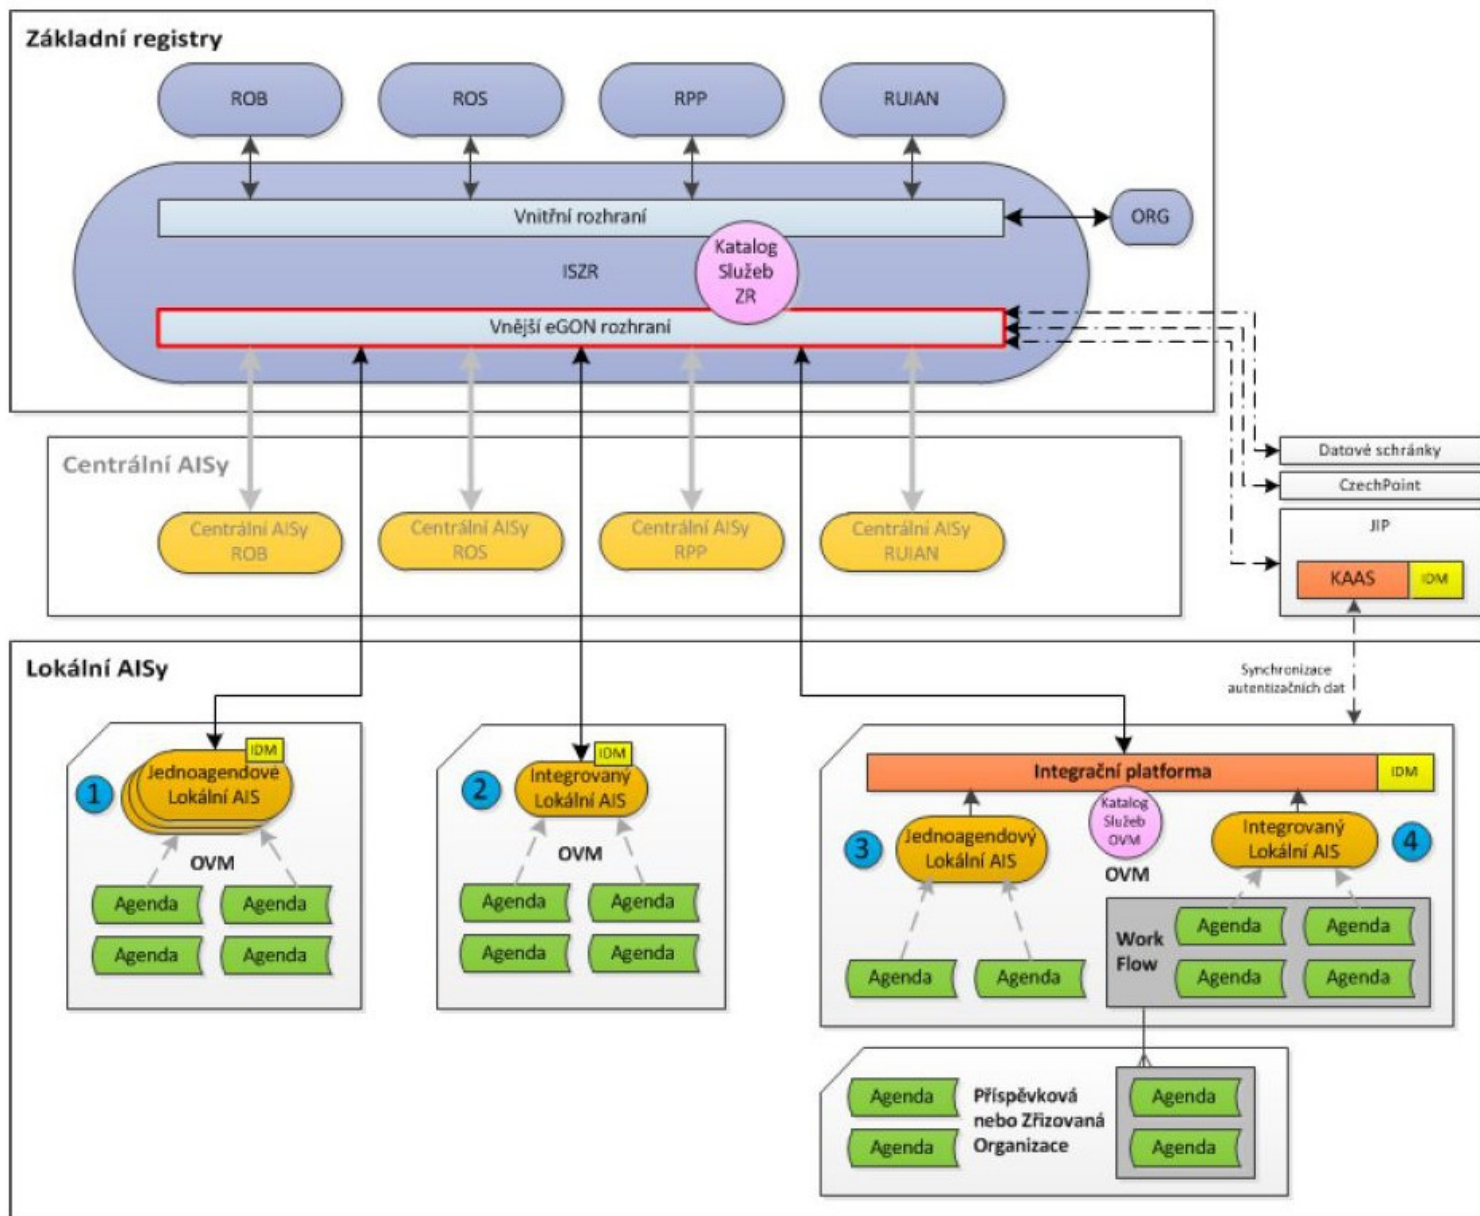 Základní registry
ROB
ROS
RPP
RUIAN
Vnitřní rozhraní
ORG
Katalog
Služeb
ZR
ISZR
Vnější eGON rozhraní
Centrální AISy
Datové schránky
CzechPoint
JIP
KAAS
IDM
Centrální AISy
ROB
Centrální AISy
ROS
Centrální AISy
RPP
Centrální AISy
RUIAN
Lokální AISy
Synchronizace
autentizačních dat
1
IDM
Jednoagendové
Lokální AIS
OVM
Agenda
Agenda
Agenda
Agenda
2
IDM
Integrovaný
Lokální AIS
OVM
Agenda
Agenda
Agenda
Agenda
Integrační platforma
IDM
Katalog
Služeb
OVM
3
Jednoagendový
Lokální AIS
Integrovaný
Lokální AIS
4
OVM
Agenda
Agenda
Work
Flow
Agenda
Agenda
Agenda
Agenda
Agenda
Agenda
Příspěvková
nebo Zřizovaná
Organizace
Agenda
Agenda